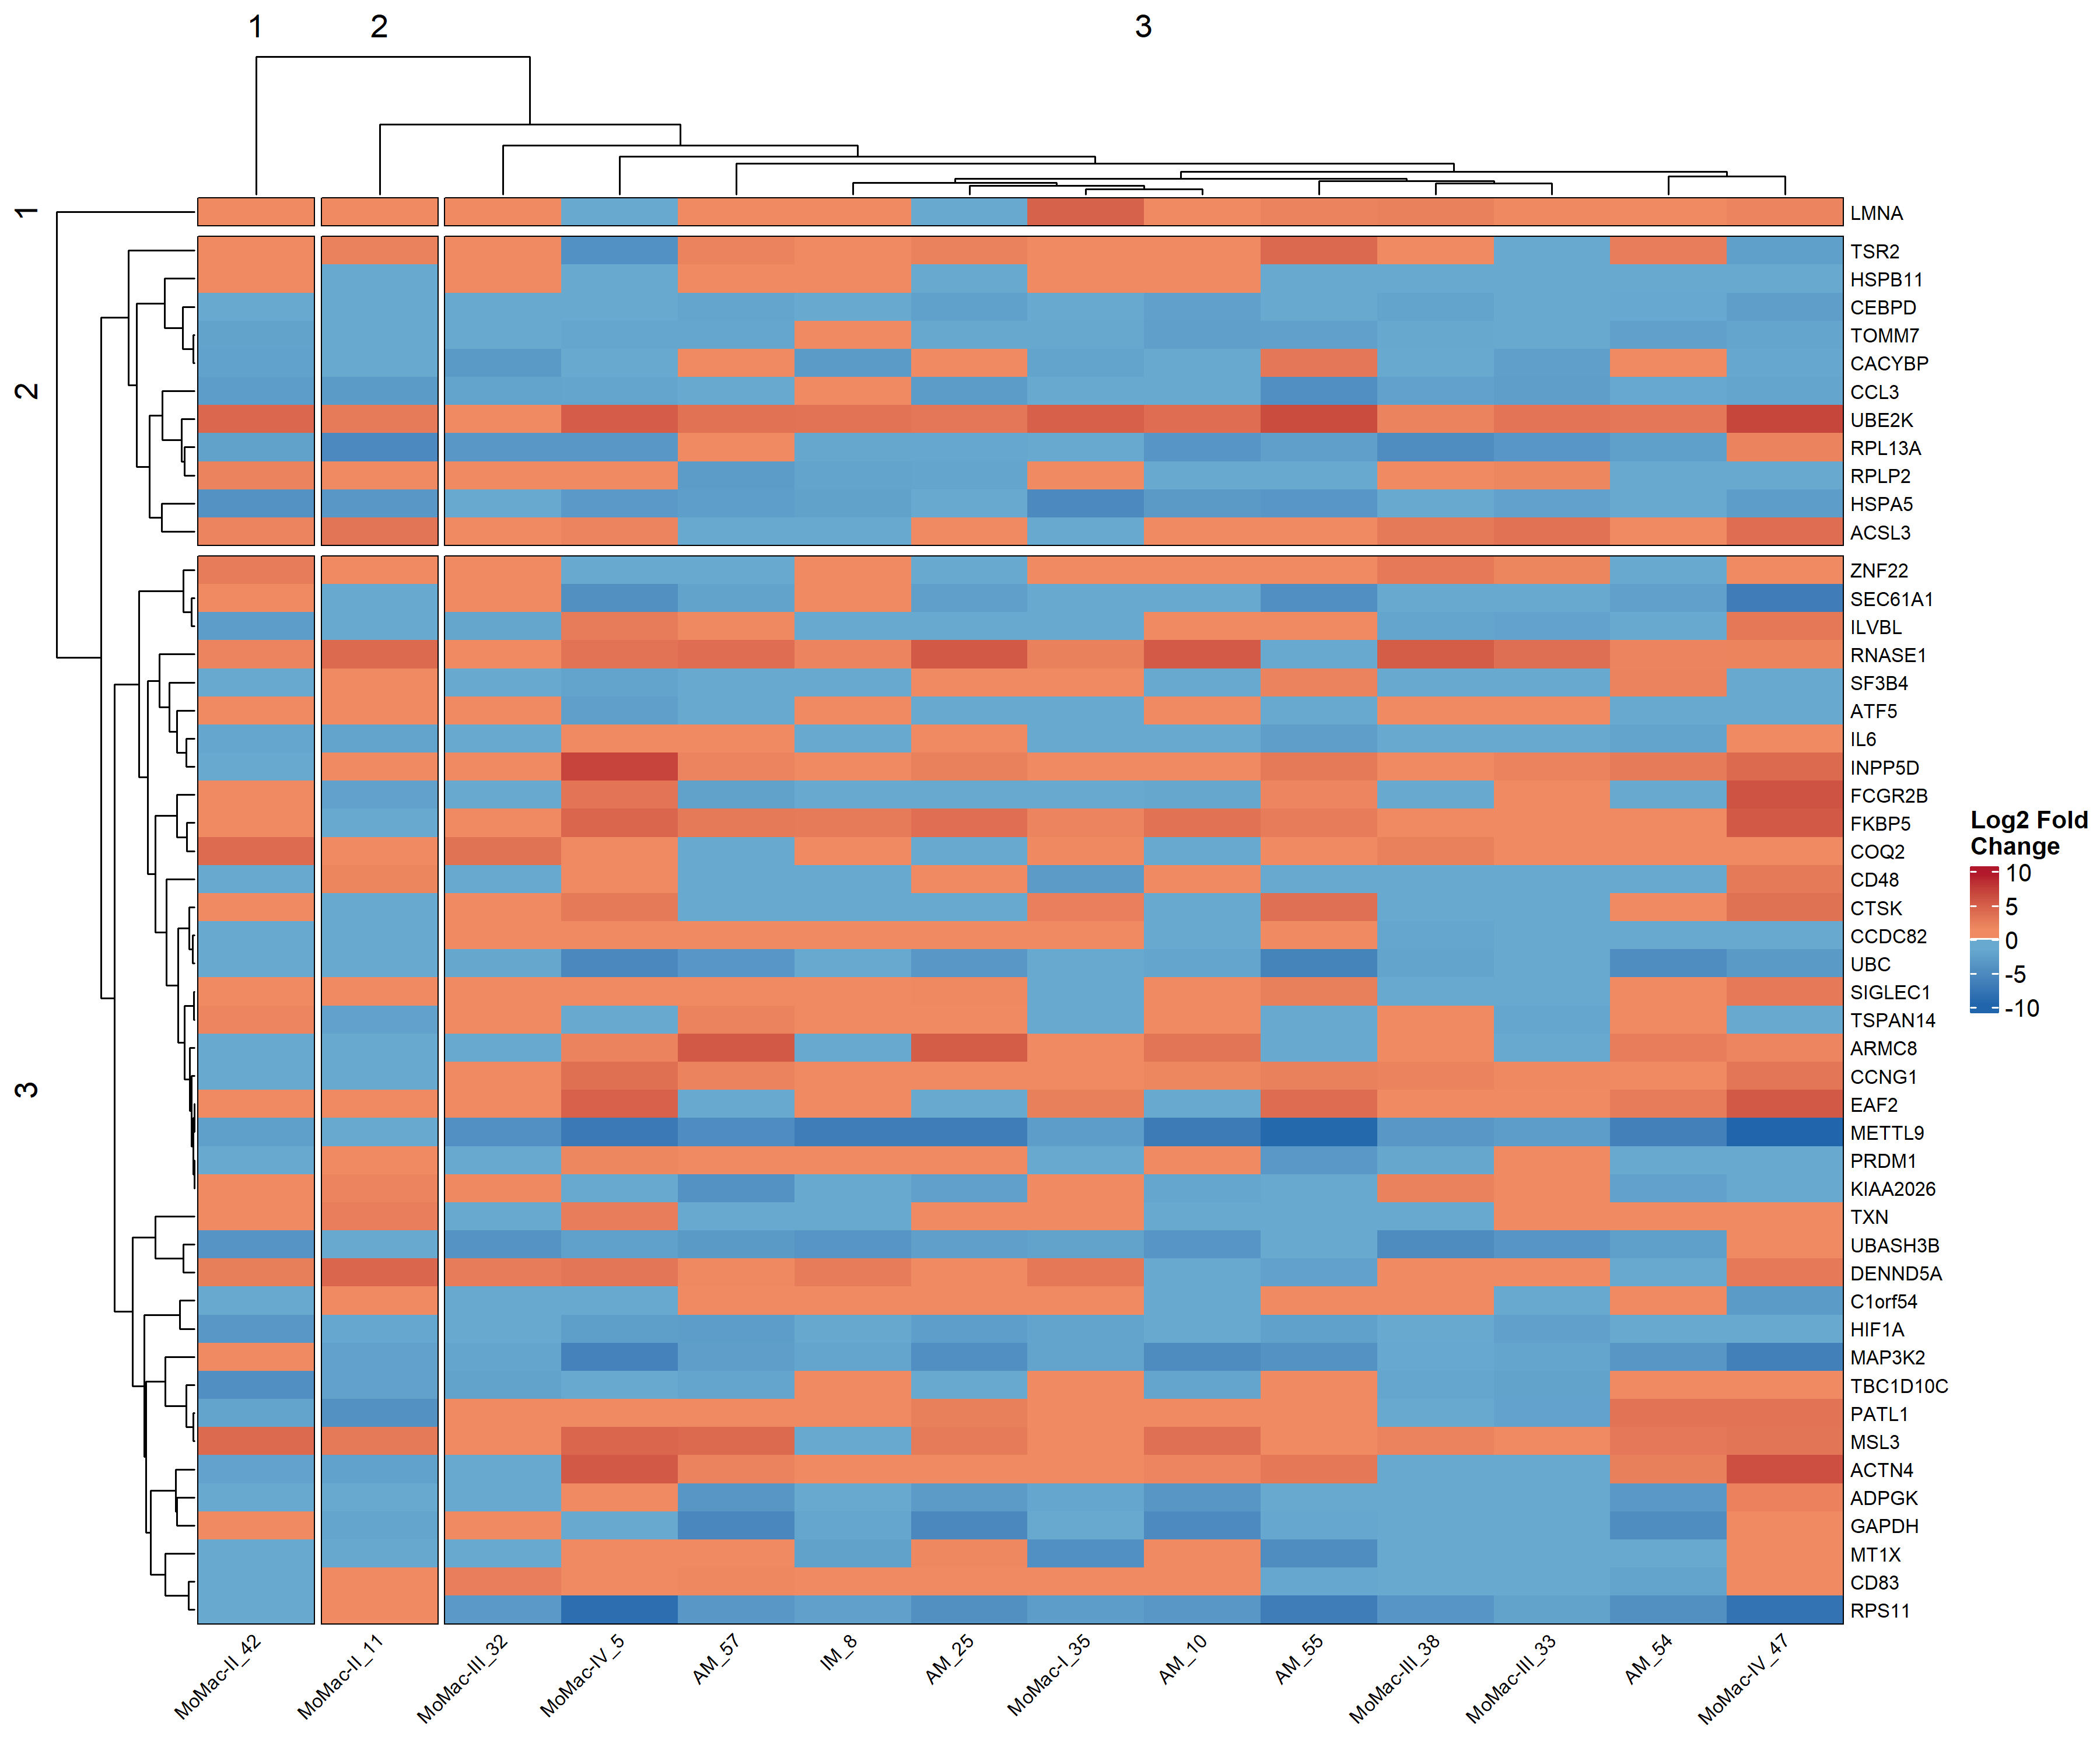 1
2
3
1
LMNA
TSR2
HSPB11
CEBPD
TOMM7
CACYBP
2
CCL3
UBE2K
RPL13A
RPLP2
HSPA5
ACSL3
ZNF22
SEC61A1
ILVBL
RNASE1
SF3B4
ATF5
IL6
INPP5D
FCGR2B
FKBP5
COQ2
CD48
CTSK
CCDC82
UBC
SIGLEC1
TSPAN14
ARMC8
3
CCNG1
EAF2
METTL9
PRDM1
KIAA2026
TXN
UBASH3B
DENND5A
C1orf54
HIF1A
MAP3K2
TBC1D10C
PATL1
MSL3
ACTN4
ADPGK
GAPDH
MT1X
CD83
RPS11
Log2 Fold
Change
10
5
0
-5
-10
MoMac-II_42
MoMac-II_11
MoMac-III_32
MoMac-IV_5
AM_57
IM_8
AM_25
MoMac-I_35
AM_10
AM_55
MoMac-III_38
MoMac-III_33
AM_54
MoMac-IV_47